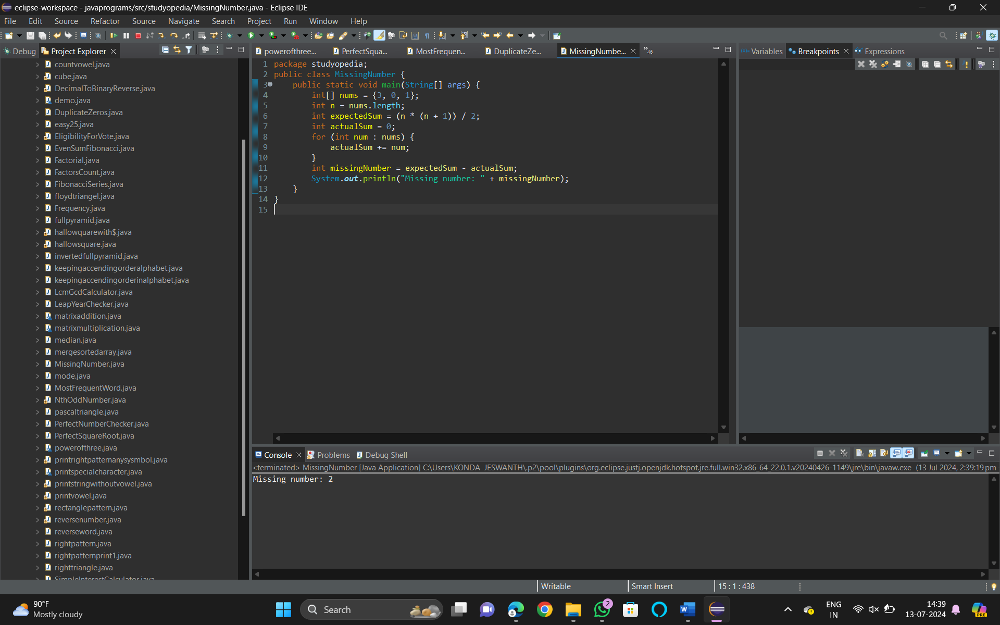 eclipse-workspace - javaprograms/src/studyopedia/MissingNumber.java - Eclipse IDE
File Edit Source Refactor Source Navigate Search Project Run Window Help
Debug Project Explorer
countvowel.java
cube.java
DecimalToBinaryReverse.java
demo.java
DuplicateZeros.java
easy25.java
EligibilityForVote.java
EvenSumFibonacci.java
Factorial.java
FactorsCount.java
FibonacciSeries.java
floydtriangel.java
Frequency.java
fullpyramid.java
hallowquarewith$.java
hallowsquare.java
invertedfullpyramid.java
keepingaccendingorderalphabet.java
keepingaccendingorderinalphabet.java
LcmGcdCalculator.java
LeapYearChecker.java
matrixaddition.java
matrixmultiplication.java
median.java
mergesortedarray.java
MissingNumber.java
mode.java
MostFrequentWord.java
NthOddNumber.java
pascaltriangle.java
PerfectNumberChecker.java
PerfectSquareRoot.java
powerofthree.java
printrightpatternanysysmbol.java
printspecialcharacter.java
printstringwithoutvowel.java
printvowel.java
rectanglepattern.java
reversenumber.java
reverseword.java
rightpattern.java
rightpatternprint1.java
righttriangle.java
SimpleInterestCalculator.java
powerofthree... PerfectSqua... MostFrequen... DuplicateZe... MissingNumbe... »46
1 package studyopedia;
2 public class MissingNumber {
3 public static void main(String[] args) {
4 int[] nums = {3, 0, 1};
5 int n = nums.length;
6 int expectedSum = (n * (n + 1)) / 2;
7 int actualSum = 0;
8 for (int num : nums) {
9 actualSum += num;
10 }
11 int missingNumber = expectedSum - actualSum;
12 System.out.println("Missing number: " + missingNumber);
13 }
14 }
15
Variables Breakpoints Expressions
Console Problems Debug Shell
<terminated> MissingNumber [Java Application] C:\Users\KONDA JESWANTH\.p2\pool\plugins\org.eclipse.justj.openjdk.hotspot.jre.full.win32.x86_64_22.0.1.v20240426-1149\jre\bin\javaw.exe (13 Jul 2024, 2:39:19 pm -
Missing number: 2
Writable Smart Insert 15 : 1 : 438
90°F
Mostly cloudy
Search
2
ENG
IN
14:39
13-07-2024
PRE